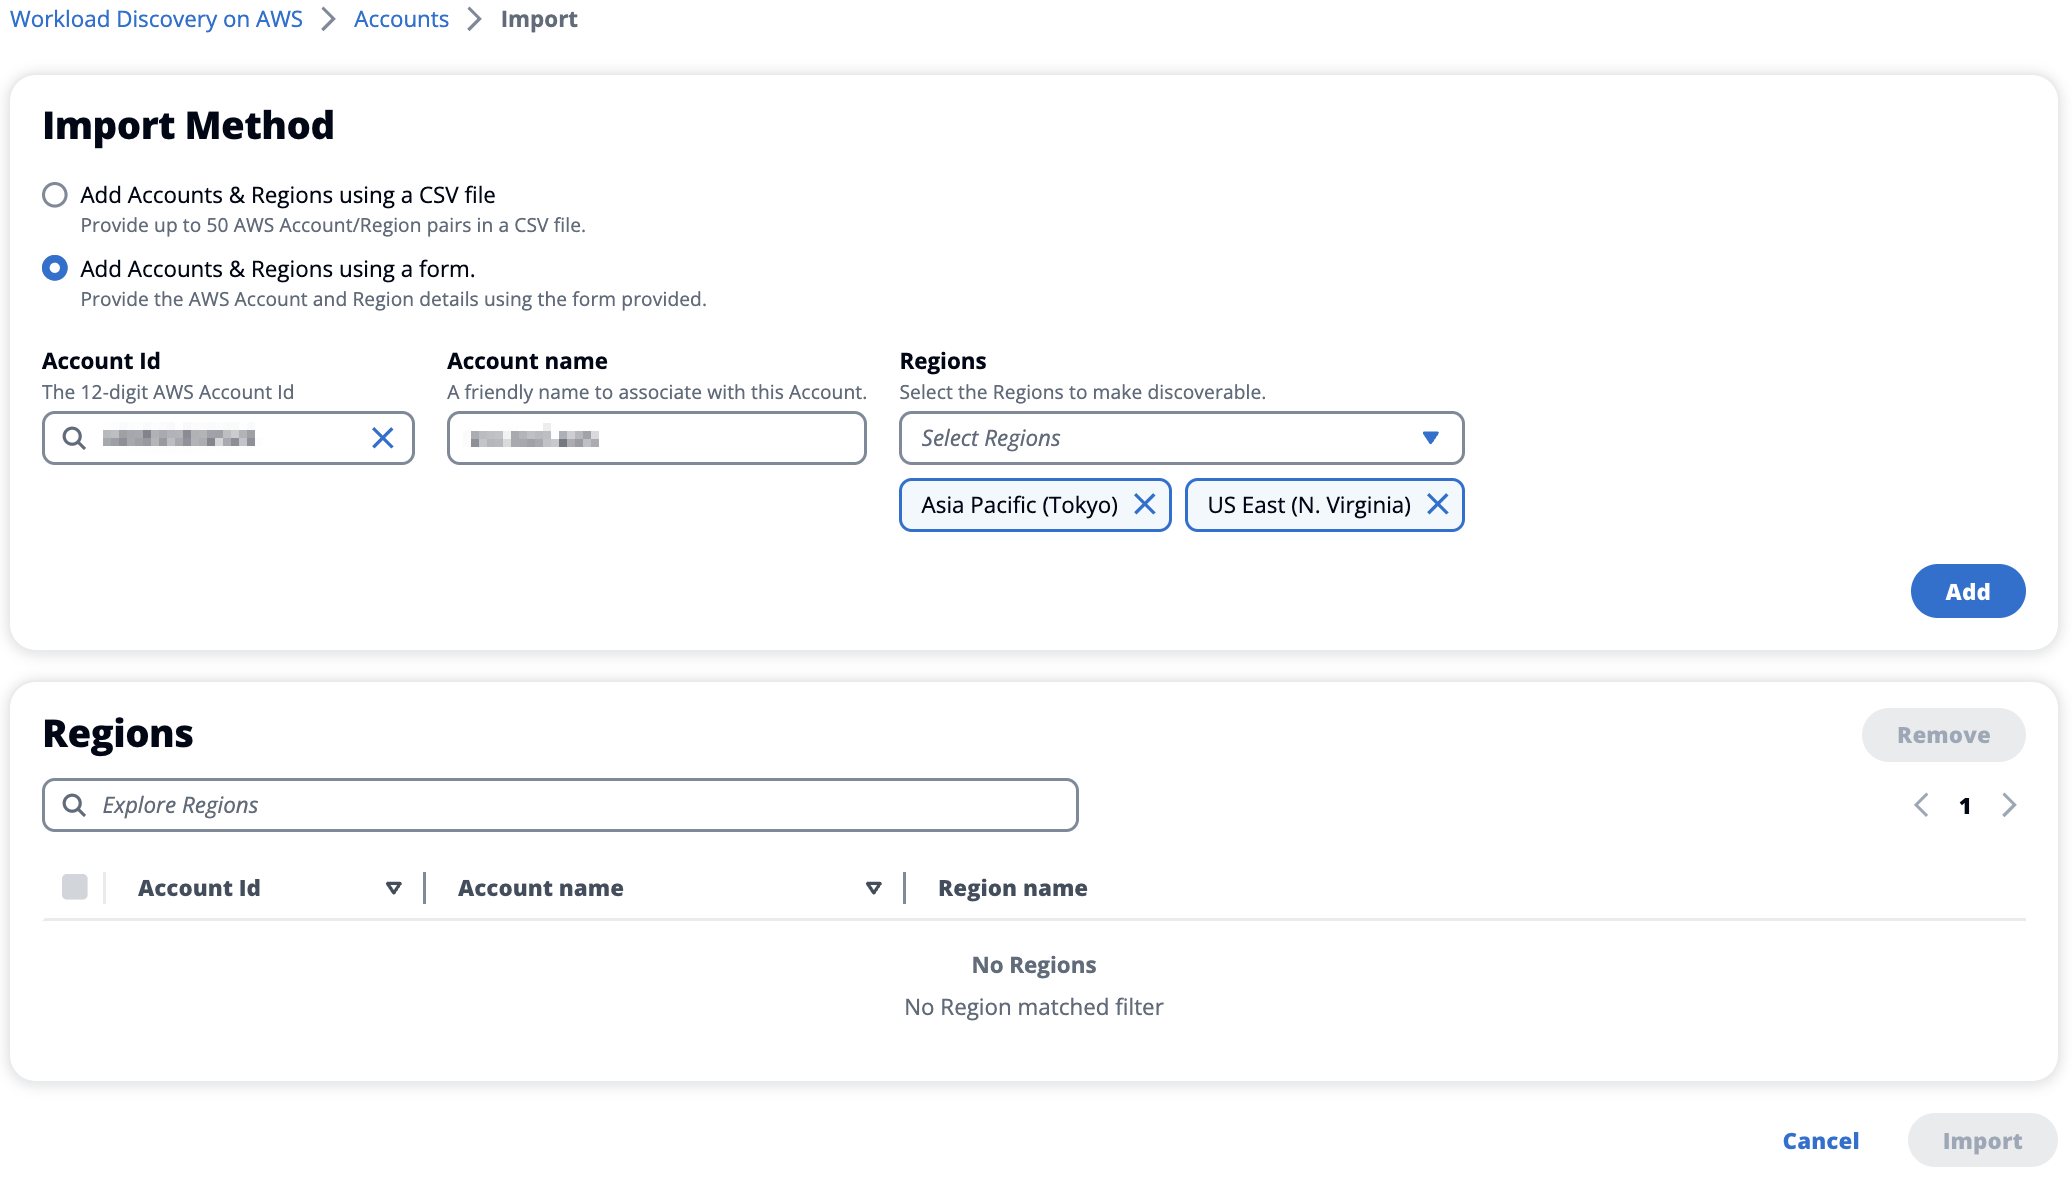 Workload Discovery on AWS > Accounts > Import
Import Method
Add Accounts & Regions using a CSV file
Provide up to 50 AWS Account/Region pairs in a CSV file.
Add Accounts & Regions using a form.
Provide the AWS Account and Region details using the form provided.
Account Id Account name Regions
The 12-digit AWS Account Id A friendly name to associate with this Account. Select the Regions to make discoverable.
Select Regions
Asia Pacific (Tokyo) US East (N. Virginia)
Add
Regions Remove
Explore Regions 1
Account Id Account name Region name
No Regions
No Region matched filter
Cancel Import